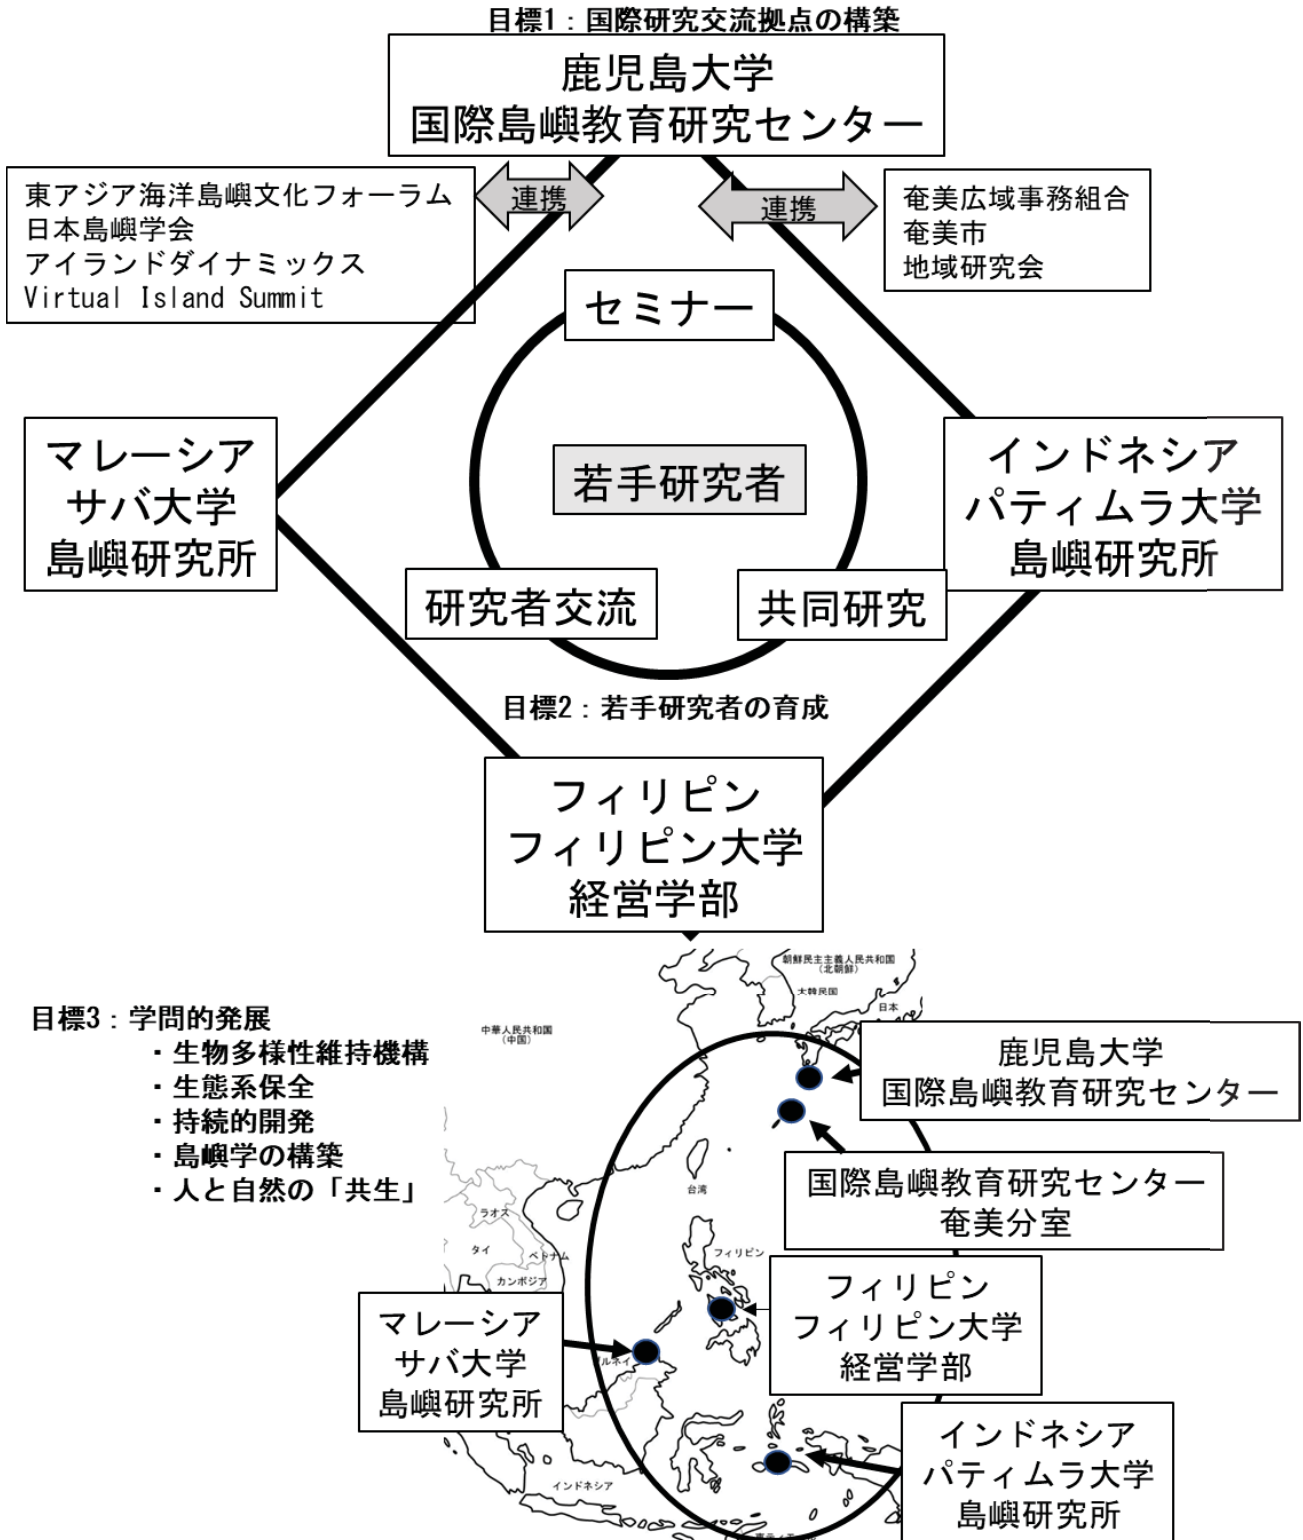 目標1：国際研究交流拠点の構築
鹿児島大学
国際島嶼教育研究センター
東アジア海洋島嶼文化フォーラム
日本島嶼学会
アイランドダイナミックス
Virtual Island Summit
連携
連携
奄美広域事務組合
奄美市
地域研究会
セミナー
マレーシア
サバ大学
島嶼研究所
若手研究者
インドネシア
パティムラ大学
島嶼研究所
研究者交流
共同研究
目標2：若手研究者の育成
フィリピン
フィリピン大学
経営学部
目標3：学問的発展
・生物多様性維持機構
・生態系保全
・持続的開発
・島嶼学の構築
・人と自然の「共生」
朝鮮民主主義人民共和国
（北朝鮮）
大韓民国
日本
中華人民共和国
（中国）
鹿児島大学
国際島嶼教育研究センター
国際島嶼教育研究センター
奄美分室
台湾
ラオス
タイ
ベトナム
カンボジア
フィリピン
フィリピン
フィリピン大学
経営学部
マレーシア
サバ大学
島嶼研究所
ルネイ
インドネシア
パティムラ大学
島嶼研究所
インドネシア